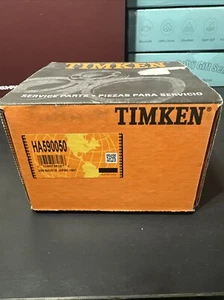 TIMKEN
SERVICE PARTS • PIEZAS PARA SERVICIO
TIMKEN
HA590050